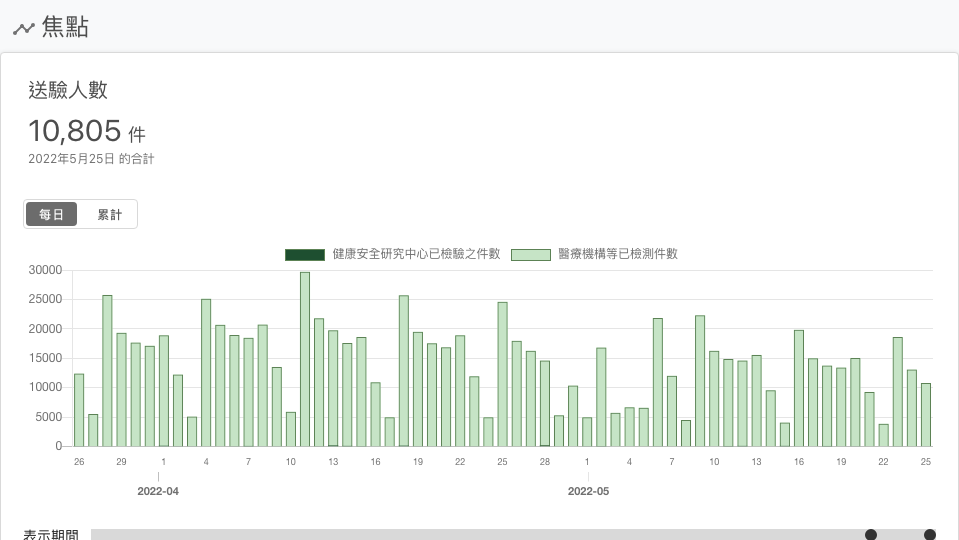 焦點
送驗人數
10,805 件
2022年5月25日 的合計
每日 累計
健康安全研究中心已檢驗之件數 醫療機構等已檢測件數
30000
25000
20000
15000
10000
5000
0
26 29 1 4 7 10 13 16 19 22 25 28 1 4 7 10 13 16 19 22 25
2022-04 2022-05
表示期間